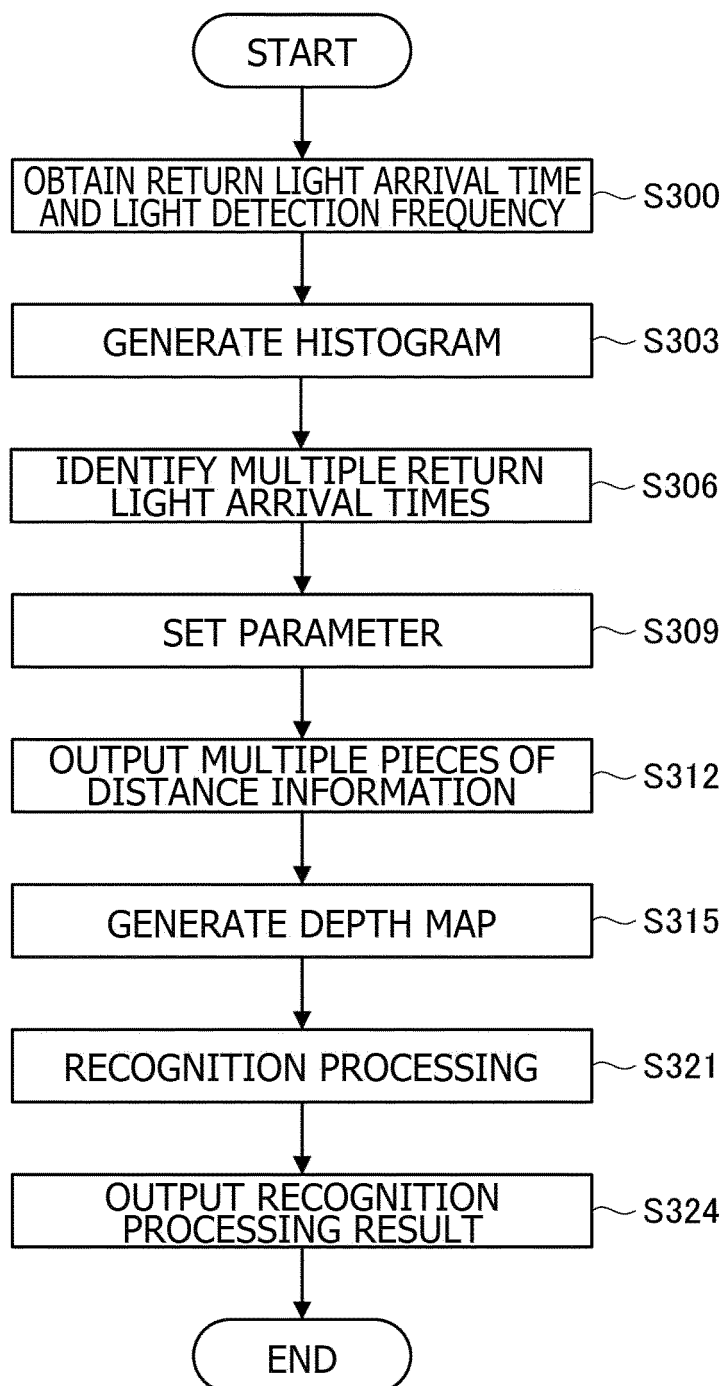 START
OBTAIN RETURN LIGHT ARRIVAL TIME
AND LIGHT DETECTION FREQUENCY
S300
GENERATE HISTOGRAM
S303
IDENTIFY MULTIPLE RETURN
LIGHT ARRIVAL TIMES
S306
SET PARAMETER
S309
OUTPUT MULTIPLE PIECES OF
DISTANCE INFORMATION
S312
GENERATE DEPTH MAP
S315
RECOGNITION PROCESSING
S321
OUTPUT RECOGNITION
PROCESSING RESULT
S324
END